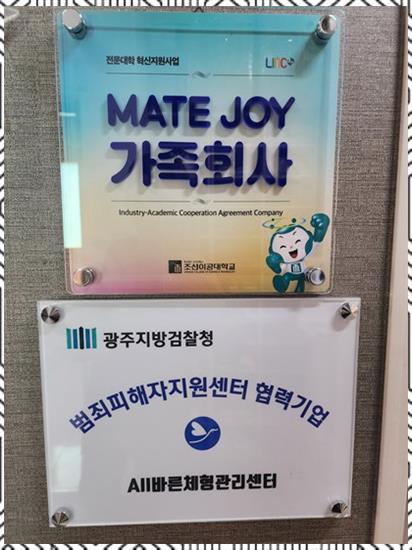 전문대학 혁신지원사업
LINC
MATE JOY
가족회사
Industry-Academic Cooperation Agreement Company
조선이공대학교
광주지방검찰청
범죄피해자지원센터 협력기업
All바른체형관리센터